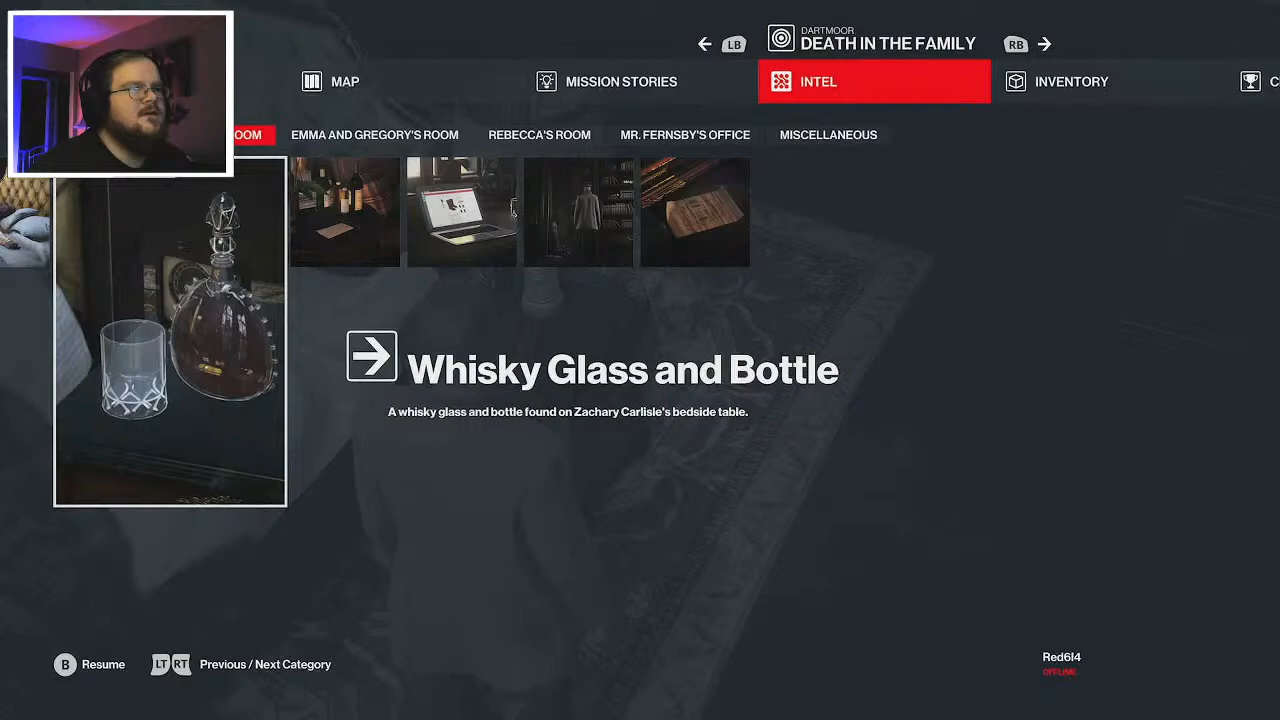 LB
DARTMOOR
DEATH IN THE FAMILY
RB
MAP
MISSION STORIES
INTEL
INVENTORY
C
OOM
EMMA AND GREGORY'S ROOM
REBECCA'S ROOM
MR. FERNSBY'S OFFICE
MISCELLANEOUS
Whisky Glass and Bottle
A whisky glass and bottle found on Zachary Carlisle's bedside table.
B Resume
LT RT Previous / Next Category
Red6I4
OFFLINE